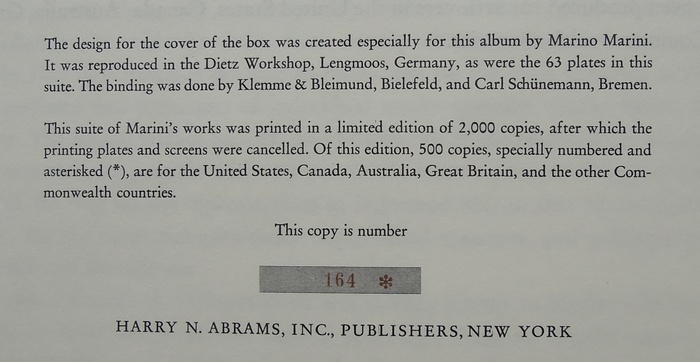 The design for the cover of the box was created especially for this album by Marino Marini.
It was reproduced in the Dietz Workshop, Lengmoos, Germany, as were the 63 plates in this
suite. The binding was done by Klemme & Bleimund, Bielefeld, and Carl Schünemann, Bremen.
This suite of Marini's works was printed in a limited edition of 2,000 copies, after which the
printing plates and screens were cancelled. Of this edition, 500 copies, specially numbered and
asterisked (*), are for the United States, Canada, Australia, Great Britain, and the other Com-
monwealth countries.
This copy is number
164 *
HARRY N. ABRAMS, INC., PUBLISHERS, NEW YORK